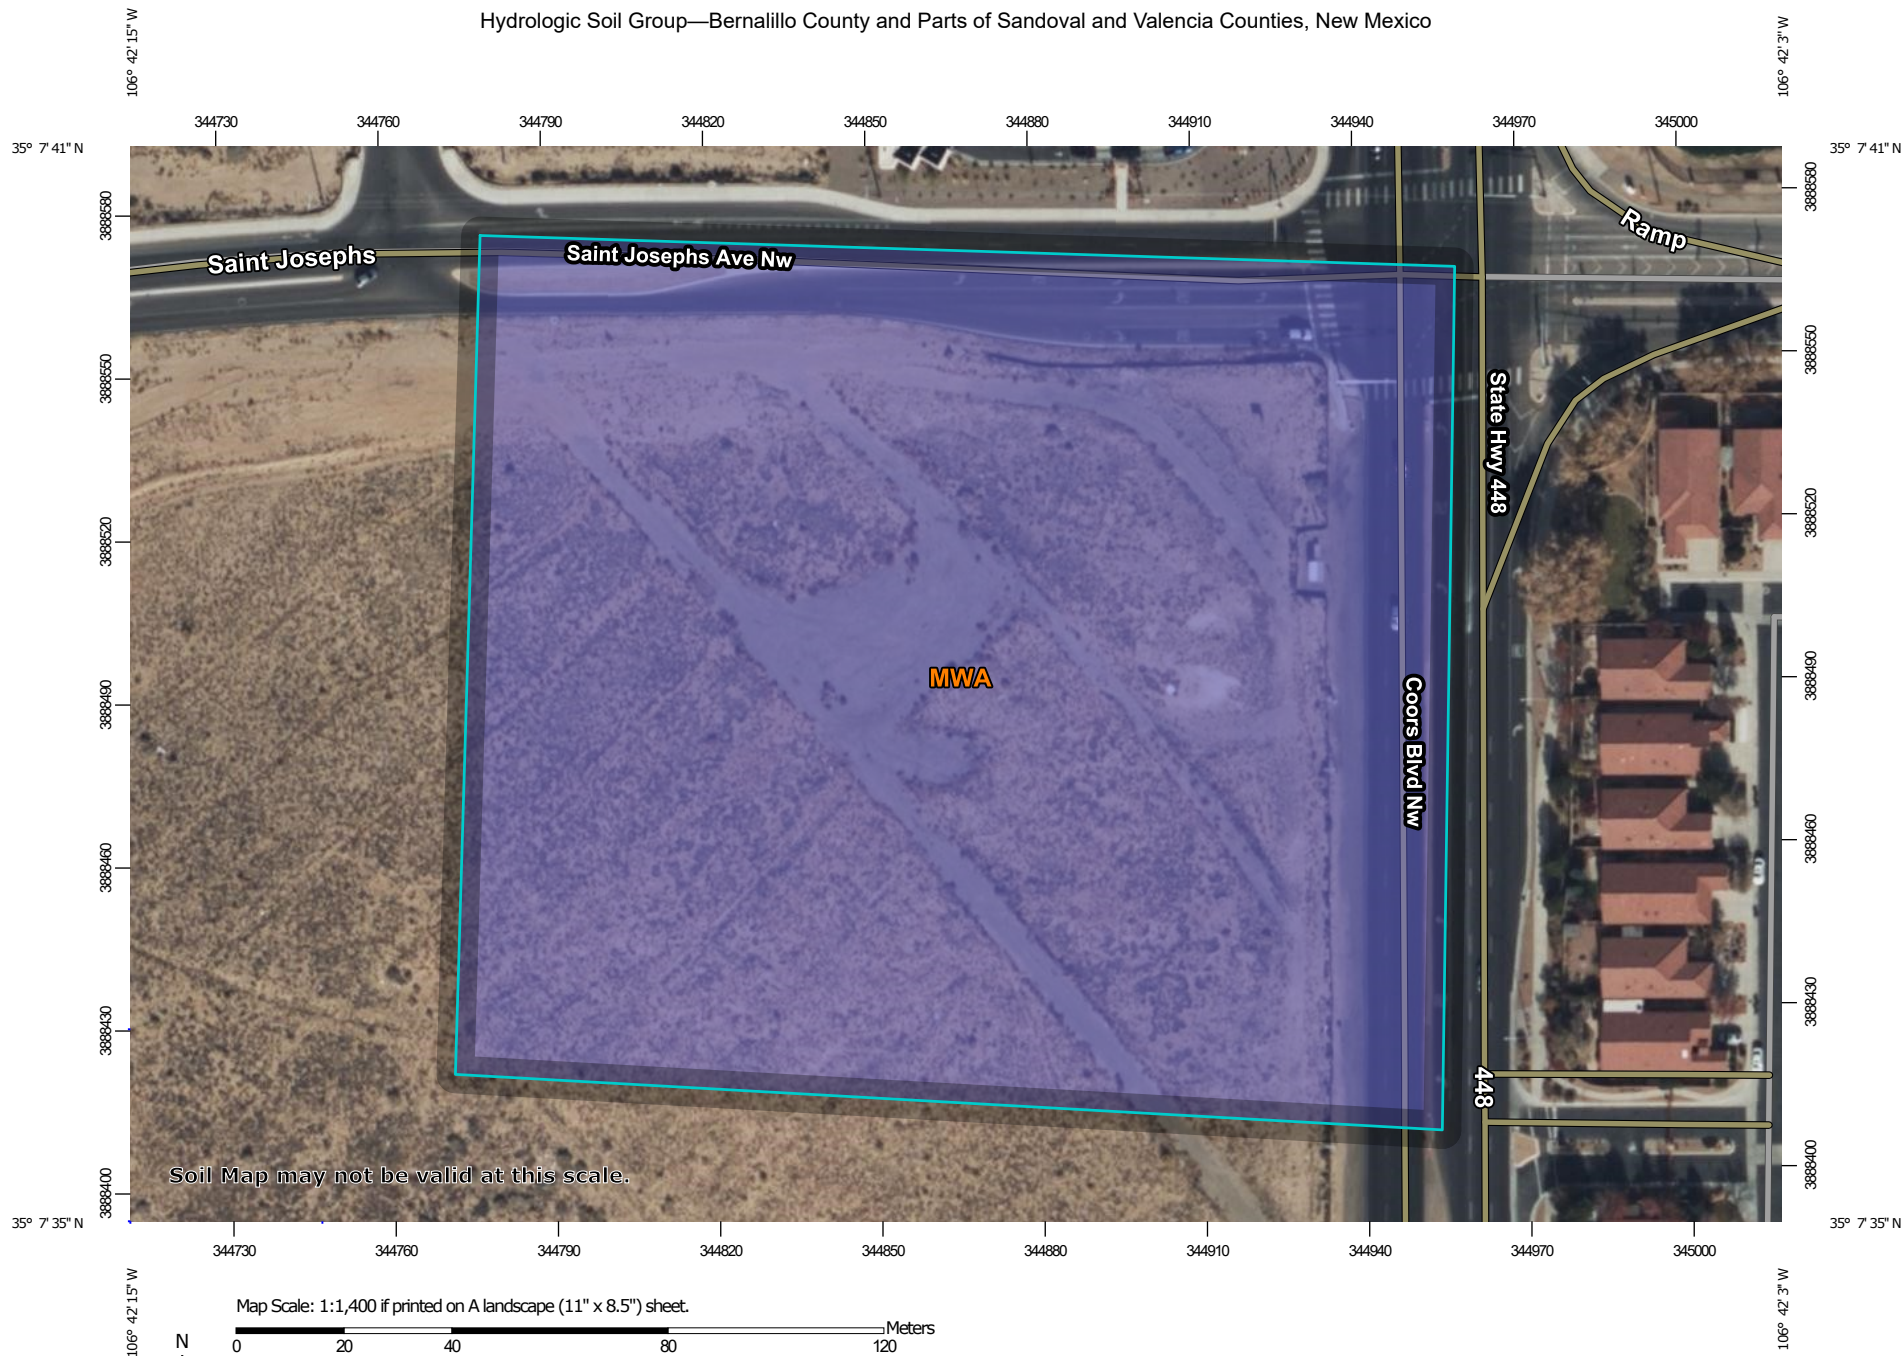 Hydrologic Soil Group—Bernalillo County and Parts of Sandoval and Valencia Counties, New Mexico
106° 42' 15" W
106° 42' 3" W
344730 344760 344790 344820 344850 344880 344910 344940 344970 345000
35° 7' 41" N
35° 7' 41" N
3888580
3888580
Ramp
Saint Josephs
Saint Josephs Ave Nw
3888550
3888550
State Hwy 448
3888520
3888520
MWA
3888490
3888490
Coors Blvd Nw
3888460
3888460
3888430
3888430
448
Soil Map may not be valid at this scale.
3888400
3888400
35° 7' 35" N
35° 7' 35" N
344730 344760 344790 344820 344850 344880 344910 344940 344970 345000
106° 42' 15" W
106° 42' 3" W
Map Scale: 1:1,400 if printed on A landscape (11" x 8.5") sheet.
Meters
N
0 20 40 80 120